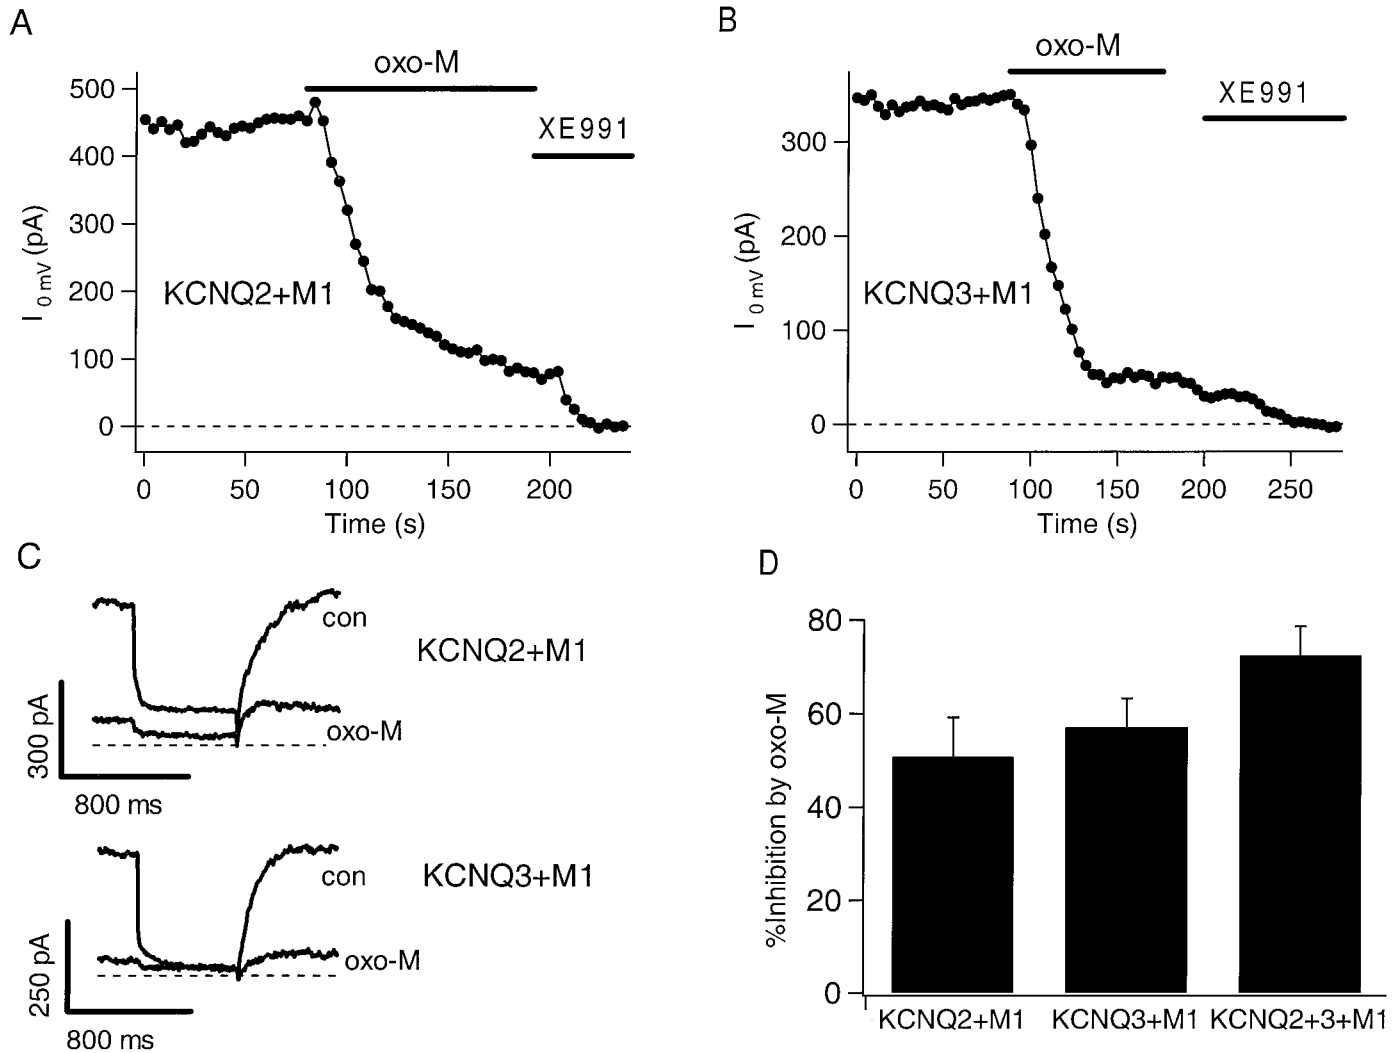 A
oxo-M
XE991
500
400
300
200
100
0
I 0 mV (pA)
KCNQ2+M1
0 50 100 150 200
Time (s)
B
oxo-M
XE991
300
200
100
0
I 0 mV (pA)
KCNQ3+M1
0 50 100 150 200 250
Time (s)
C
con
KCNQ2+M1
oxo-M
300 pA
800 ms
con
KCNQ3+M1
oxo-M
250 pA
800 ms
D
80
60
40
20
0
%Inhibition by oxo-M
KCNQ2+M1 KCNQ3+M1 KCNQ2+3+M1